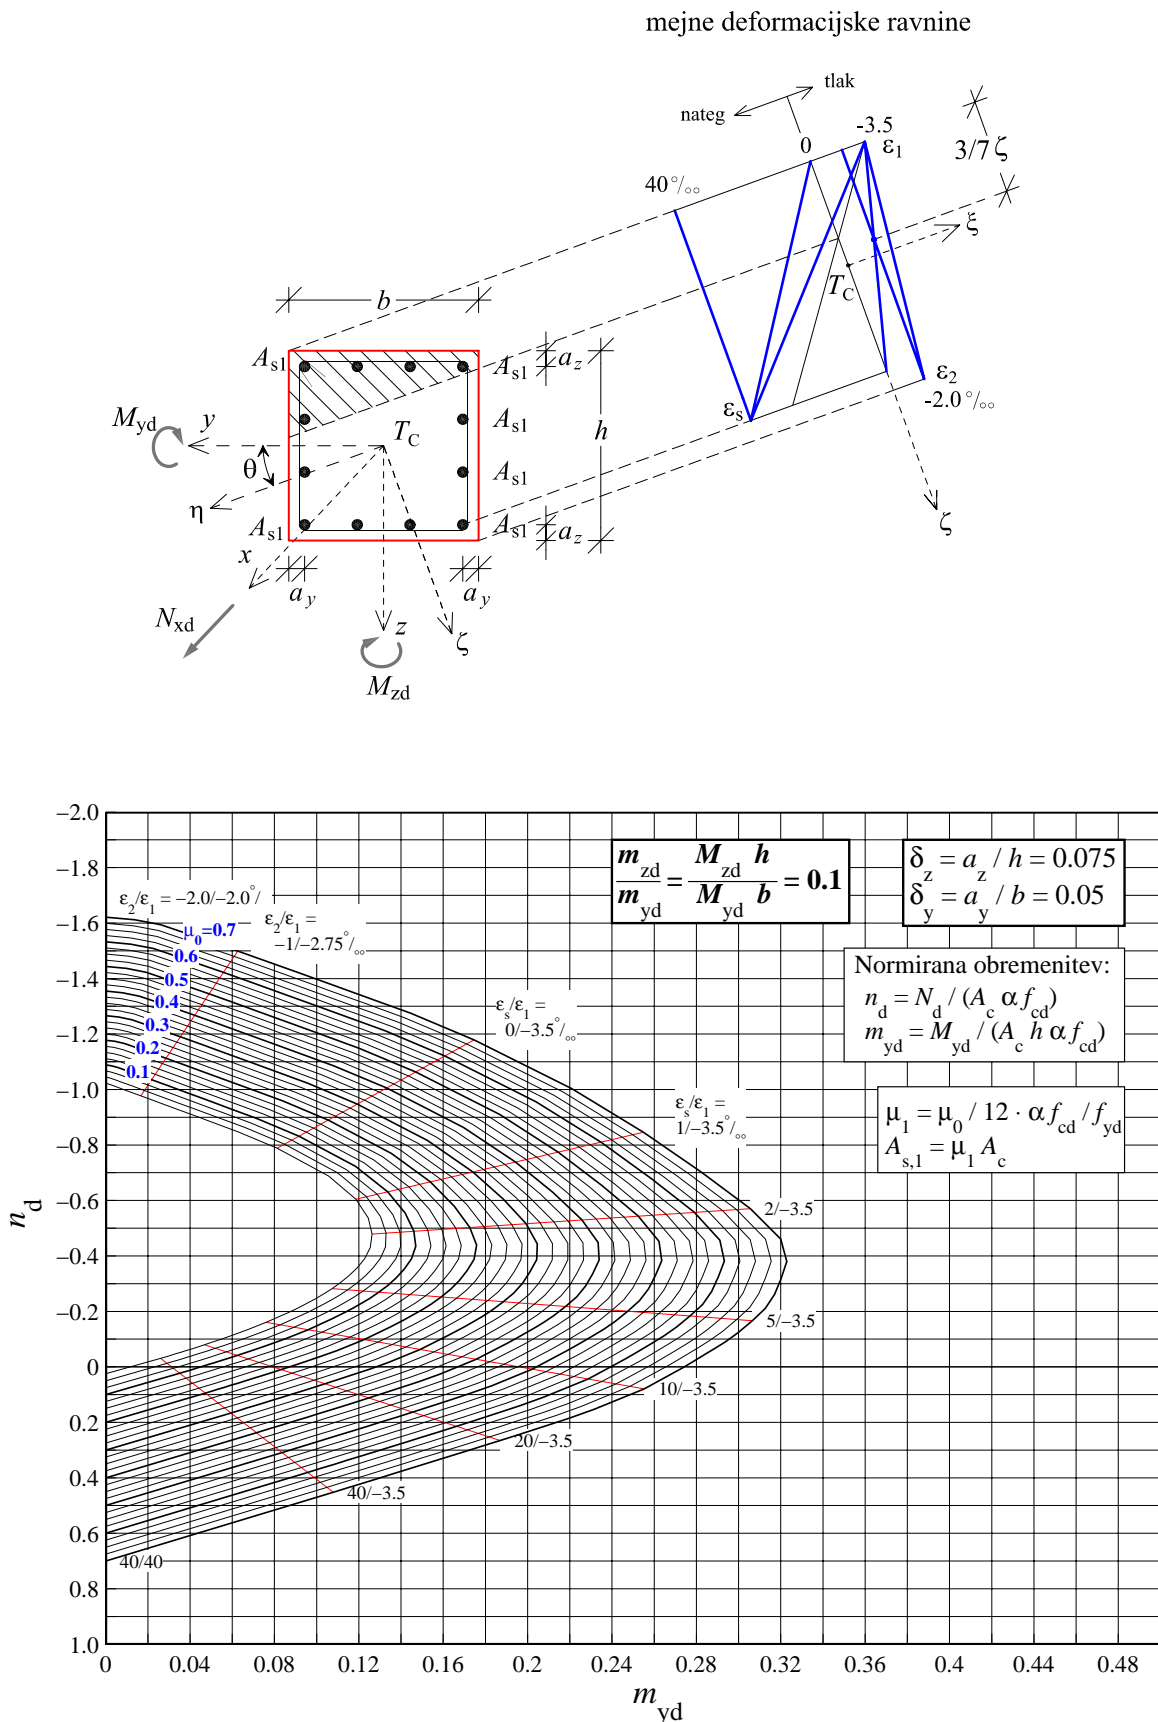 mejne deformacijske ravnine
tlak
nateg
-3.5
0
ε1
3/7 ζ
40 °/∘∘
ξ
TC
b
As1
As1
az
ε2
-2.0 °/∘∘
εs
Myd
y
TC
As1
h
θ
As1
η
As1
As1
az
ζ
x
ay
ay
Nxd
z
ζ
Mzd
−2.0
−1.8
−1.6
−1.4
−1.2
−1.0
−0.8
−0.6
−0.4
−0.2
0
0.2
0.4
0.6
0.8
1.0
nd
mzd / myd = Mzd h / Myd b = 0.1
δz = az / h = 0.075
δy = ay / b = 0.05
ε2/ε1 = −2.0/−2.0°/
ε2/ε1 =
−1/−2.75°/∘∘
μ0=0.7
0.6
0.5
0.4
0.3
0.2
0.1
Normirana obremenitev:
nd = Nd / (Ac α fcd)
myd = Myd / (Ac h α fcd)
εs/ε1 =
0/−3.5°/∘∘
εs/ε1 =
1/−3.5°/∘∘
μ1 = μ0 / 12 · α fcd / fyd
As,1 = μ1 Ac
2/−3.5
5/−3.5
10/−3.5
20/−3.5
40/−3.5
40/40
0 0.04 0.08 0.12 0.16 0.2 0.24 0.28 0.32 0.36 0.4 0.44 0.48
myd